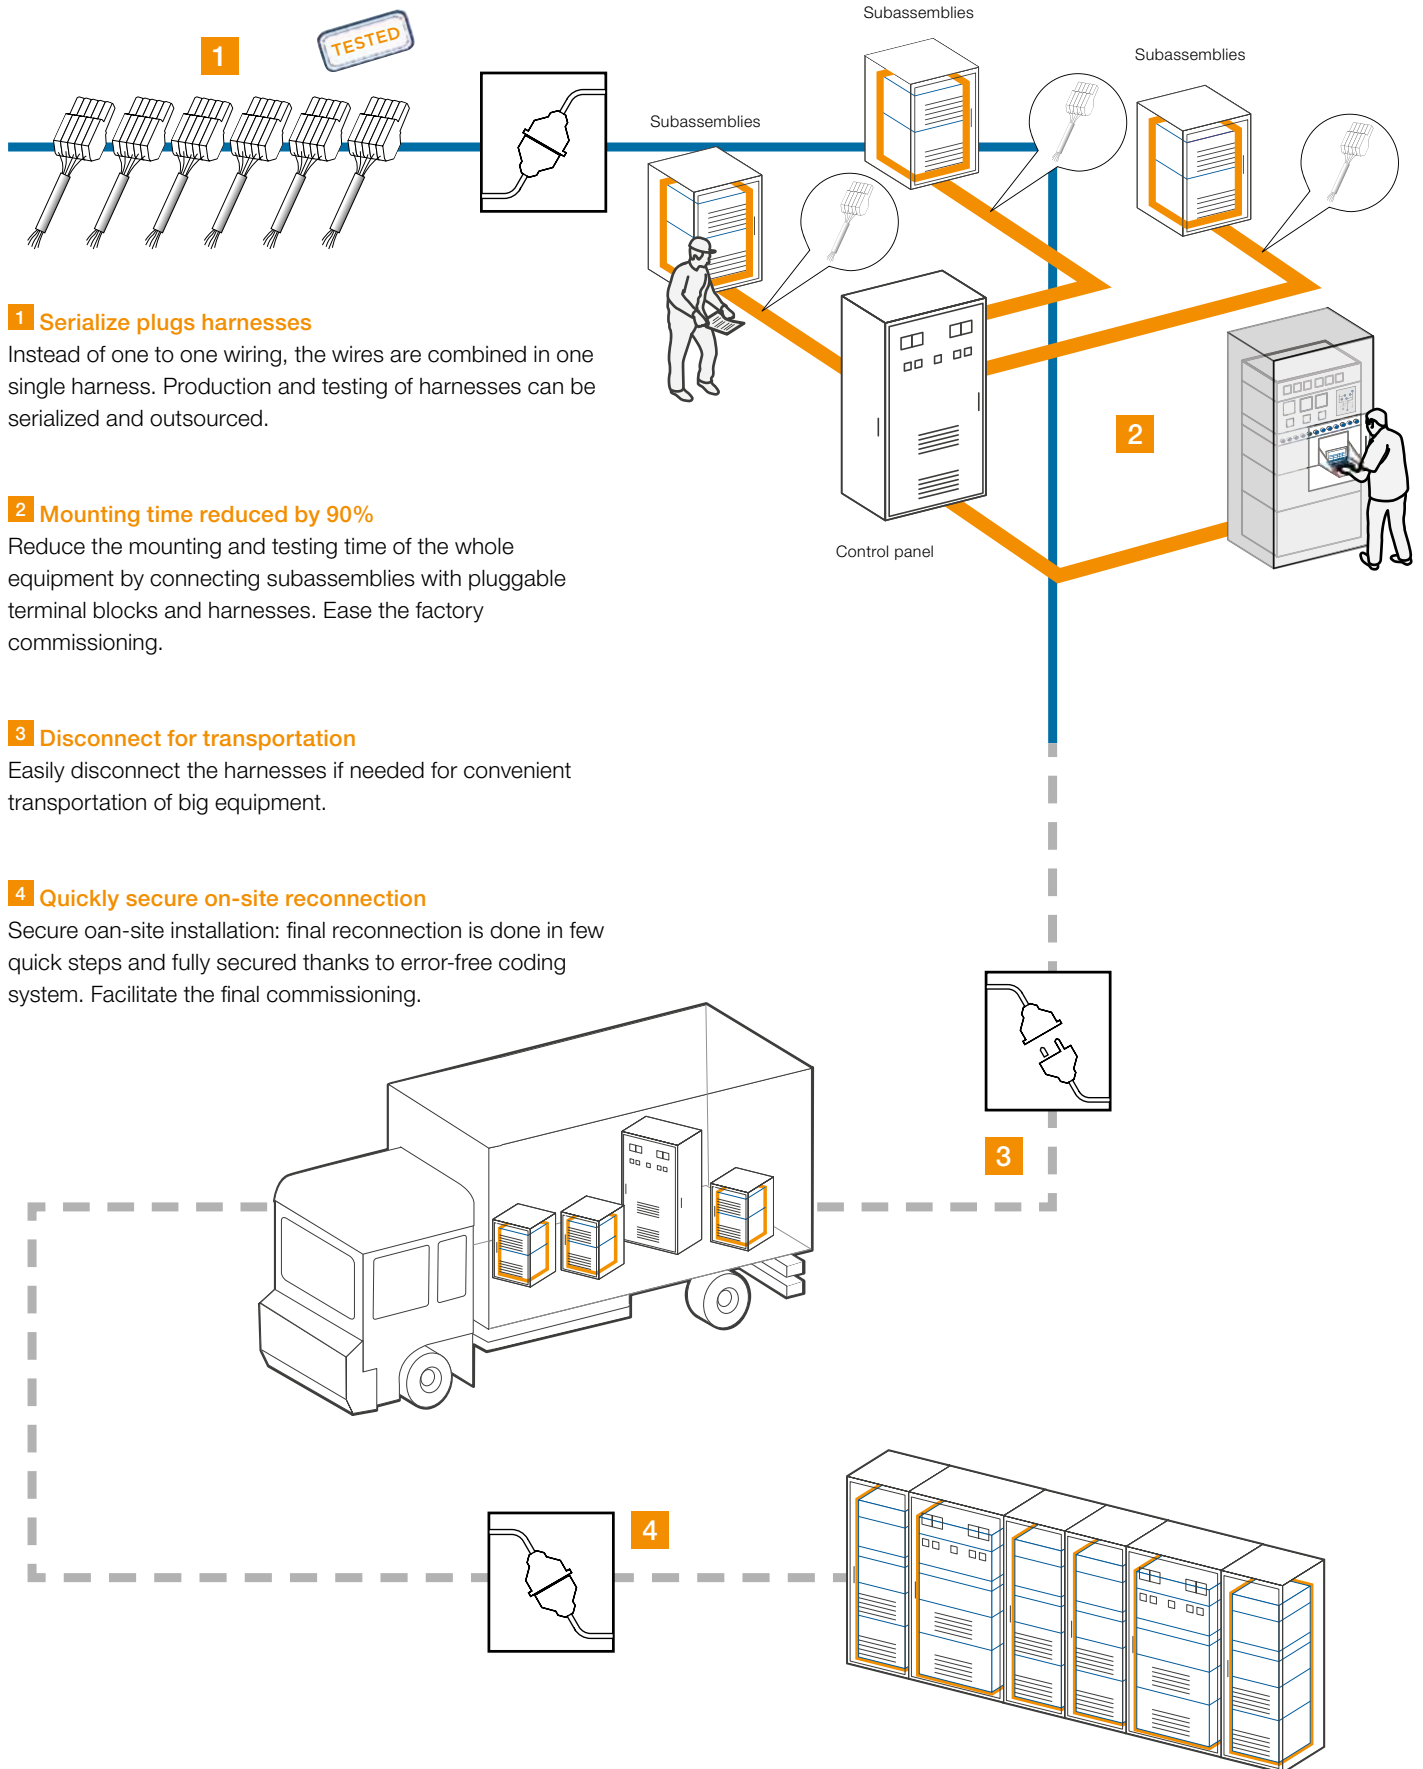 1
TESTED
Subassemblies
Subassemblies
Subassemblies
1 Serialize plugs harnesses
Instead of one to one wiring, the wires are combined in one
single harness. Production and testing of harnesses can be
serialized and outsourced.
2
Control panel
2 Mounting time reduced by 90%
Reduce the mounting and testing time of the whole
equipment by connecting subassemblies with pluggable
terminal blocks and harnesses. Ease the factory
commissioning.
3 Disconnect for transportation
Easily disconnect the harnesses if needed for convenient
transportation of big equipment.
4 Quickly secure on-site reconnection
Secure oan-site installation: final reconnection is done in few
quick steps and fully secured thanks to error-free coding
system. Facilitate the final commissioning.
3
4